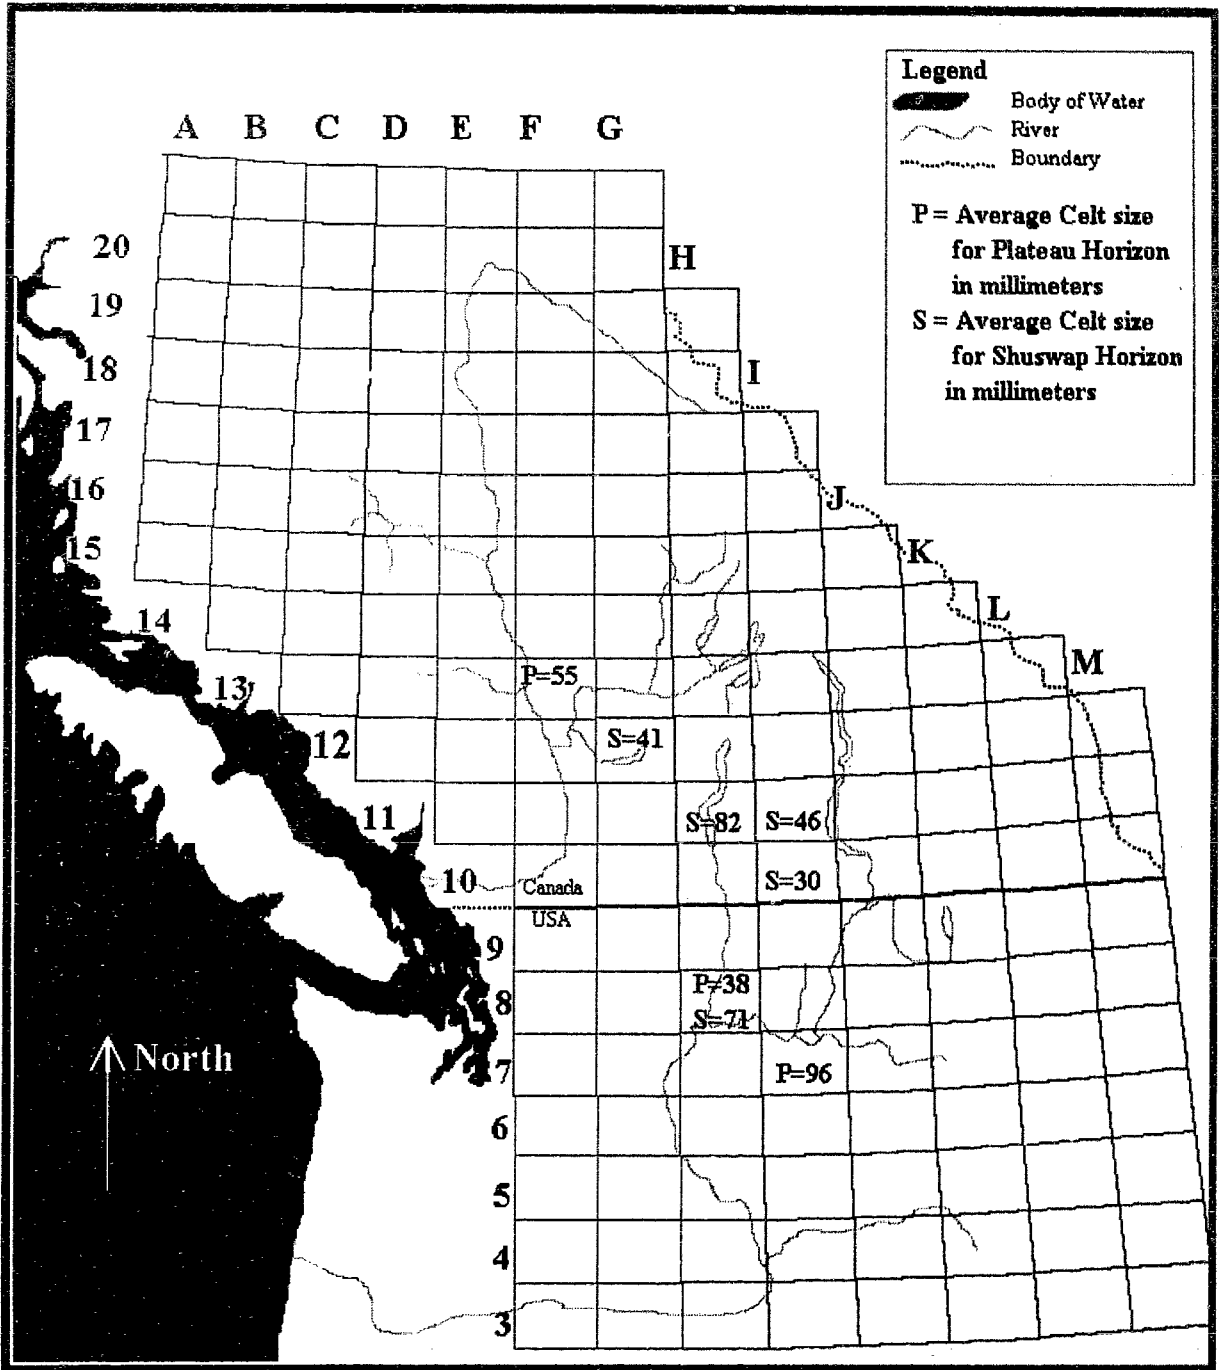 Legend
Body of Water
River
Boundary
P = Average Celt size
for Plateau Horizon
in millimeters
S = Average Celt size
for Shuswap Horizon
in millimeters
A B C D E F G
H
I
J
K
L
M
20
19
18
17
16
15
14
13
12
11
10
9
8
7
6
5
4
3
P=55
S=41
S=82 S=46
S=30
Canada
USA
P=38
S=71
P=96
North